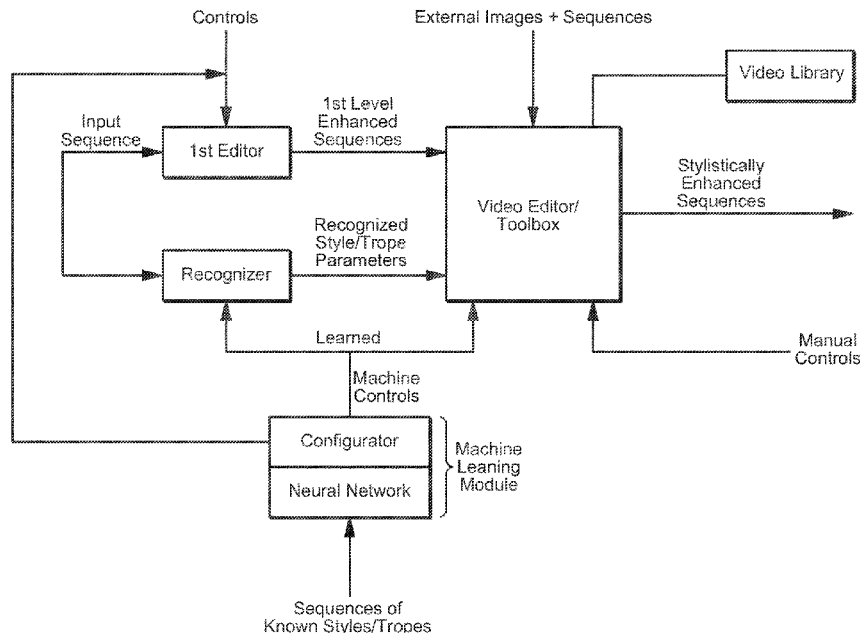 Controls
External Images + Sequences
Video Library
Input
Sequence
1st Level
Enhanced
Sequences
1st Editor
Video Editor/
Toolbox
Stylistically
Enhanced
Sequences
Recognized
Style/Trope
Parameters
Recognizer
Learned
Machine
Controls
Manual
Controls
Configurator
Neural Network
Machine
Leaning
Module
Sequences of
Known Styles/Tropes